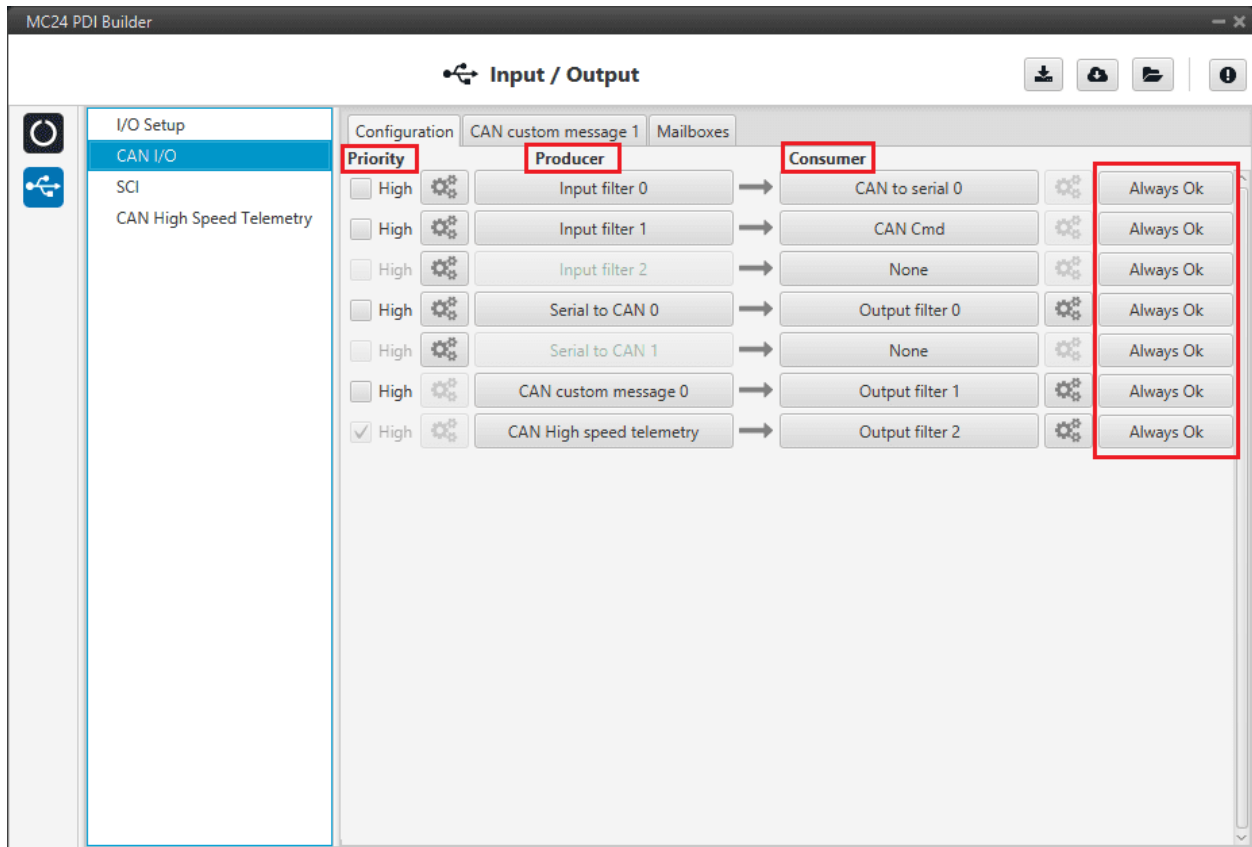 MC24 PDI Builder
Input / Output
I/O Setup
CAN I/O
SCI
CAN High Speed Telemetry
Configuration CAN custom message 1 Mailboxes
Priority Producer Consumer
High Input filter 0 CAN to serial 0 Always Ok
High Input filter 1 CAN Cmd Always Ok
High Input filter 2 None Always Ok
High Serial to CAN 0 Output filter 0 Always Ok
High Serial to CAN 1 None Always Ok
High CAN custom message 0 Output filter 1 Always Ok
High CAN High speed telemetry Output filter 2 Always Ok